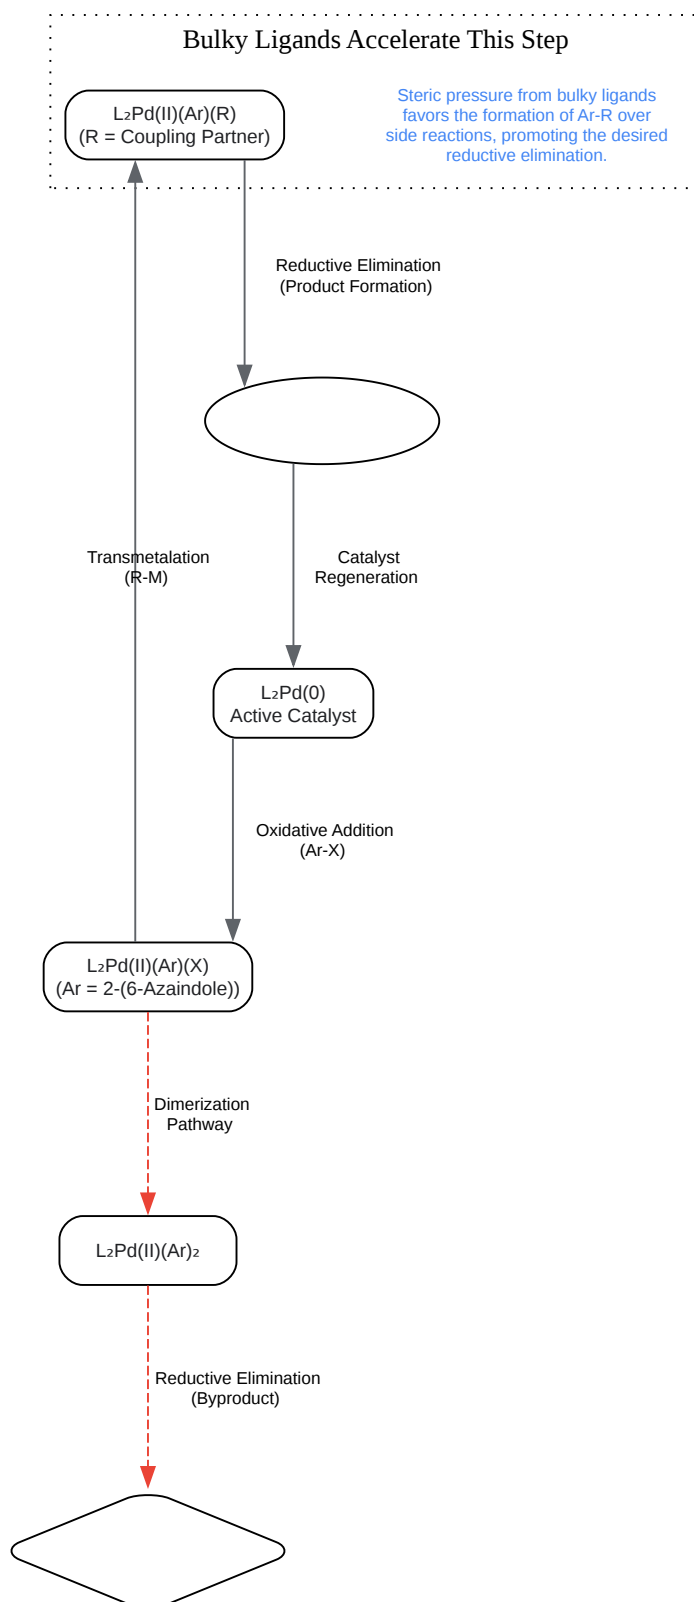 Bulky Ligands Accelerate This Step
L₂Pd(II)(Ar)(R)
(R = Coupling Partner)
Steric pressure from bulky ligands
favors the formation of Ar-R over
side reactions, promoting the desired
reductive elimination.
Reductive Elimination
(Product Formation)
Transmetalation
(R-M)
Catalyst
Regeneration
L₂Pd(0)
Active Catalyst
Oxidative Addition
(Ar-X)
L₂Pd(II)(Ar)(X)
(Ar = 2-(6-Azaindole))
Dimerization
Pathway
L₂Pd(II)(Ar)₂
Reductive Elimination
(Byproduct)